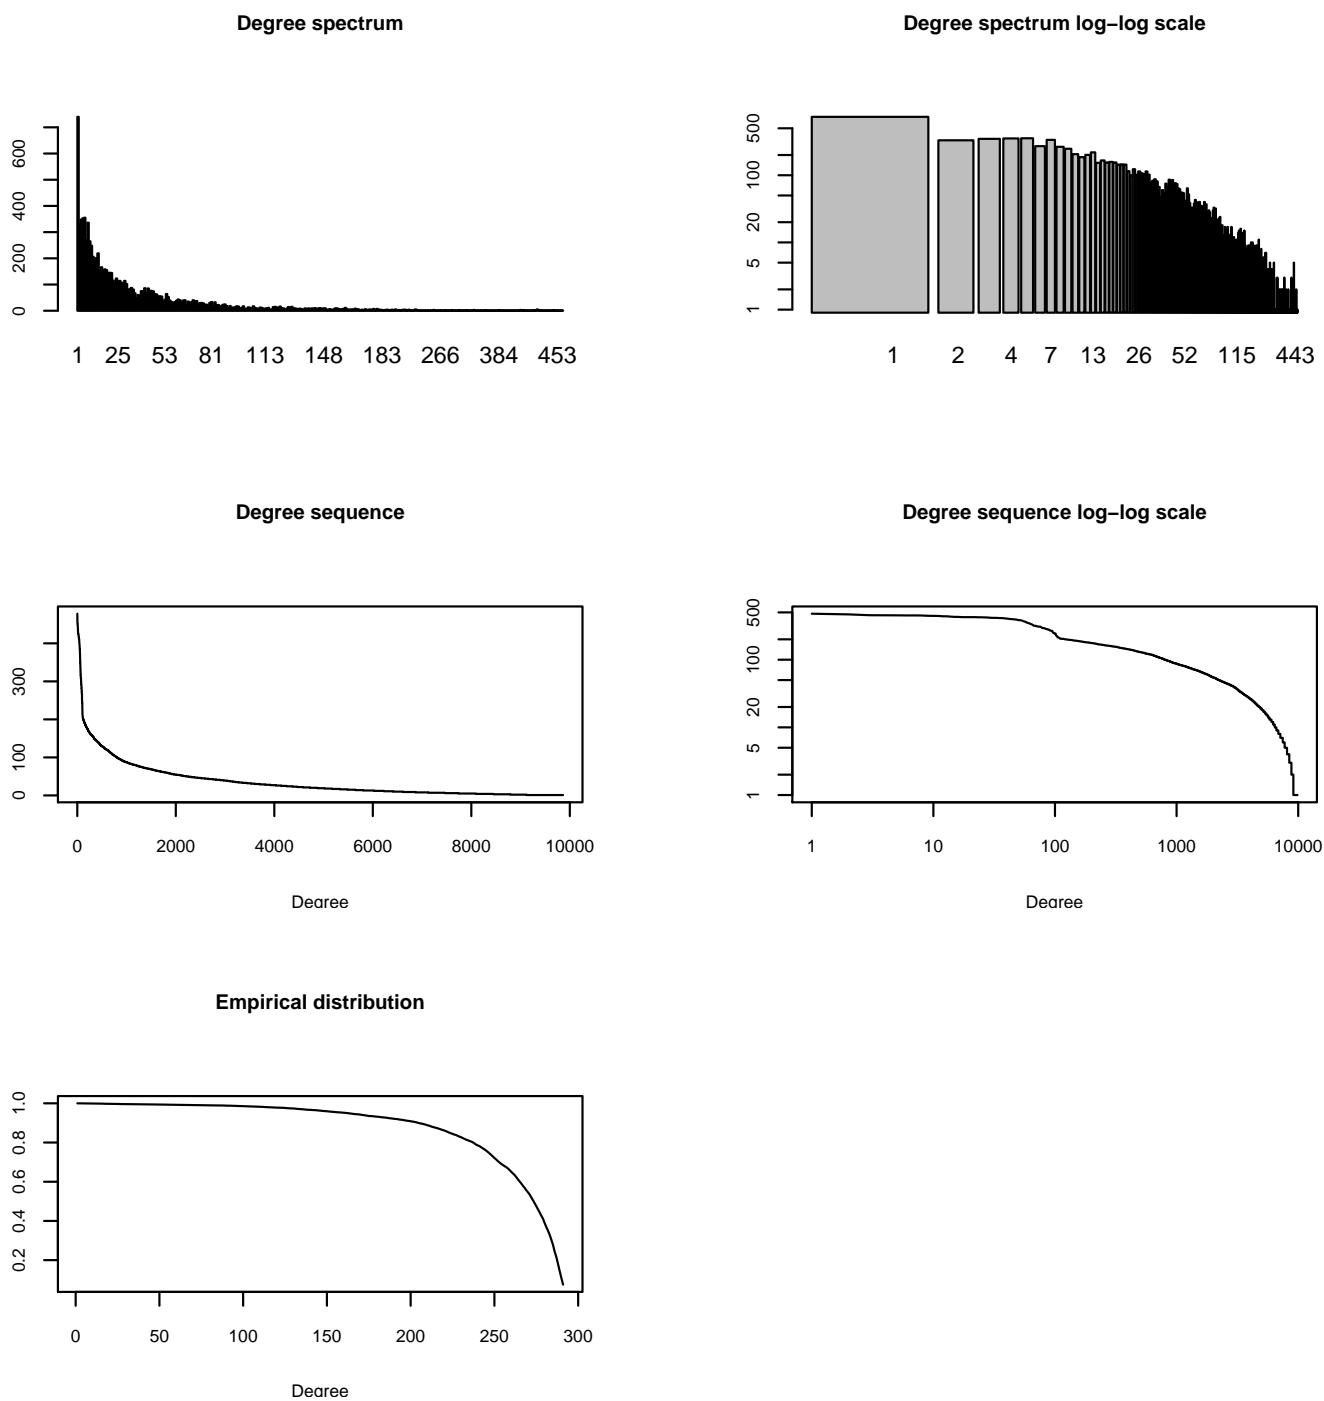 Degree spectrum
600
400
200
0
1 25 53 81 113 148 183 266 384 453
Degree spectrum log−log scale
500
100
20
5
1
1 2 4 7 13 26 52 115 443
Degree sequence
300
100
0
0 2000 4000 6000 8000 10000
Degree
Degree sequence log−log scale
500
100
20
5
1
1 10 100 1000 10000
Degree
Empirical distribution
1.0
0.8
0.6
0.4
0.2
0 50 100 150 200 250 300
Degree